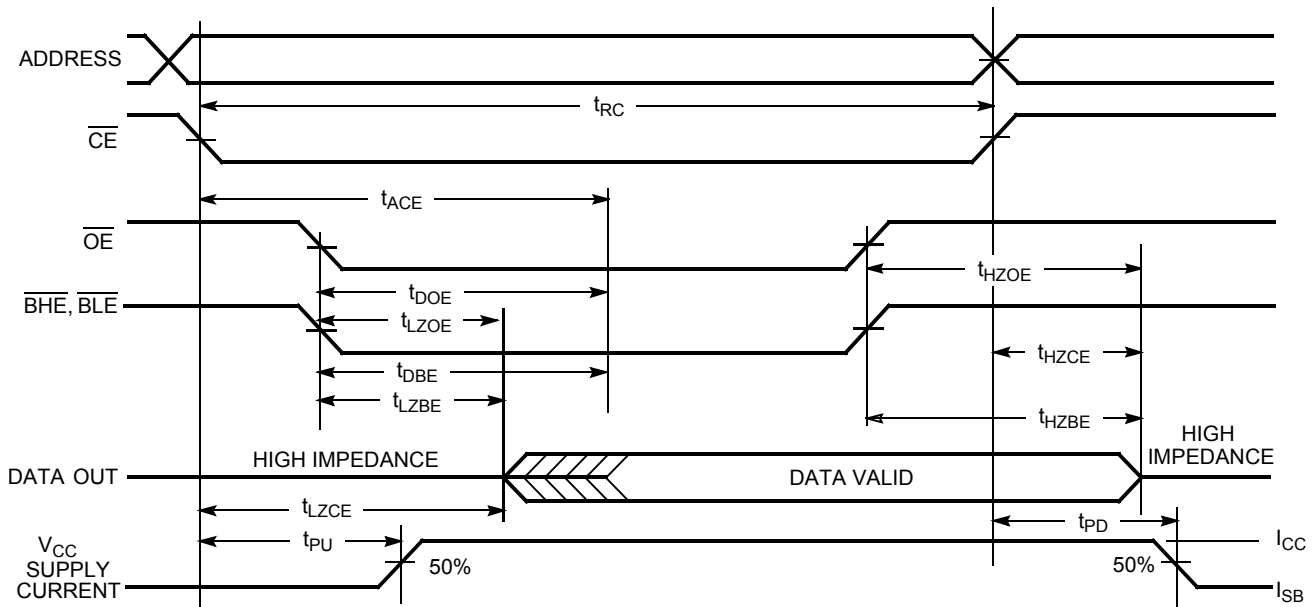 ADDRESS
tRC
CE
tACE
OE
tHZOE
tDOE
BHE, BLE
tLZOE
tHZCE
tDBE
tLZBE
tHZBE
HIGH
IMPEDANCE
HIGH IMPEDANCE
DATA OUT
DATA VALID
tLZCE
tPD
tPU
VCC
SUPPLY
CURRENT
50%
50%
ICC
ISB